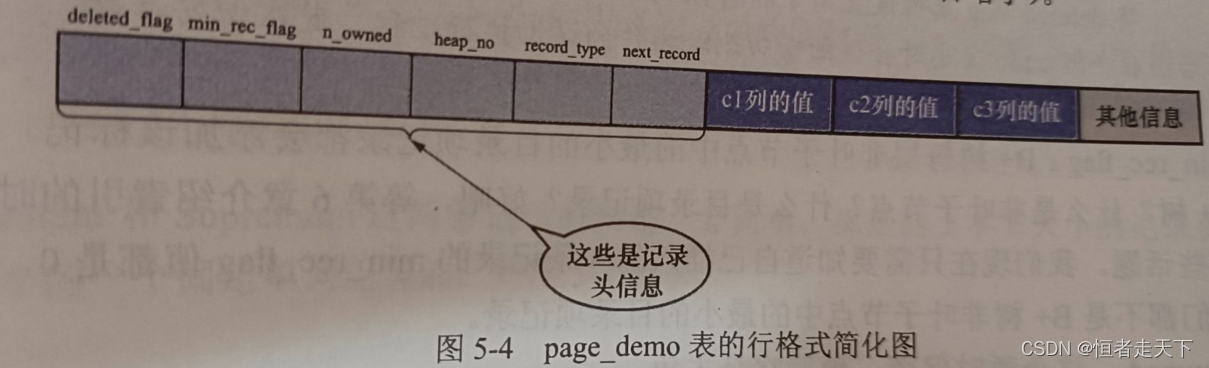 deleted_flag min_rec_flag n_owned heap_no record_type next_record
c1列的值 c2列的值 c3列的值 其他信息
这些是记录
头信息
图 5-4 page_demo 表的行格式简化图
CSDN @恒者走天下